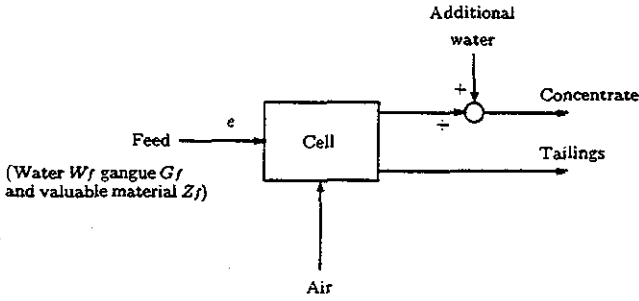 Additional
water
+
Concentrate
e
÷
Feed
Cell
Tailings
(Water Wf gangue Gf
and valuable material Zf)
Air